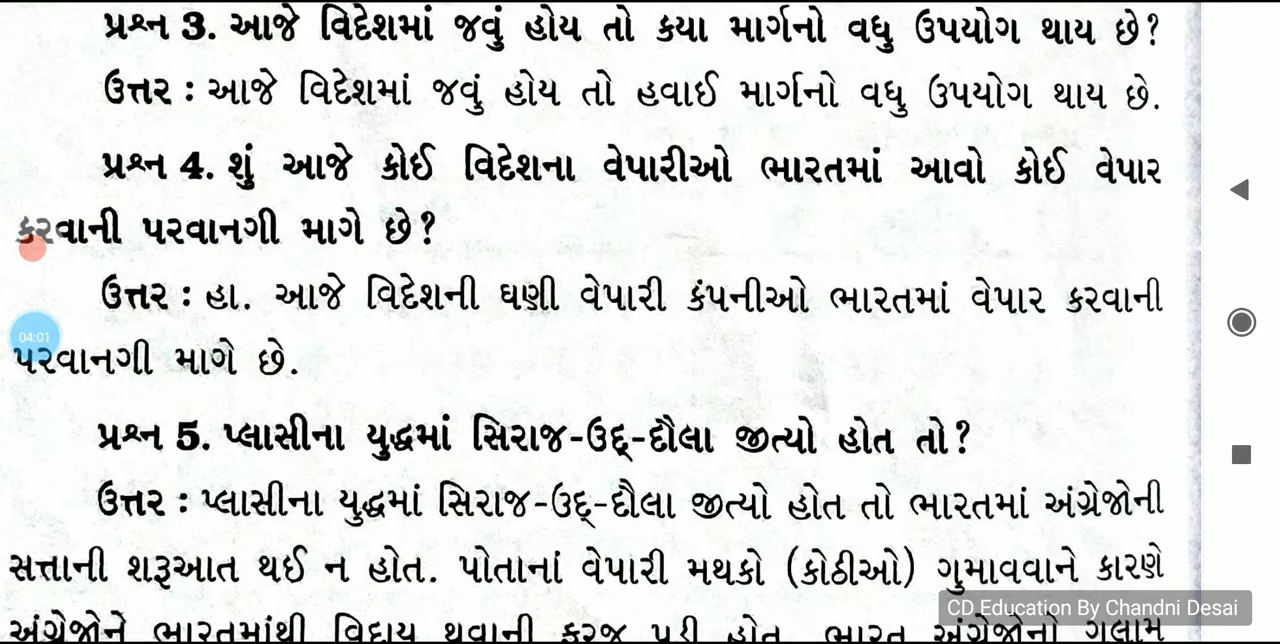 પ્રશ્ન 3. આજે વિદેશમાં જવું હોય તો કયા માર્ગનો વધુ ઉપયોગ થાય છે?
ઉત્તર : આજે વિદેશમાં જવું હોય તો હવાઈ માર્ગનો વધુ ઉપયોગ થાય છે.
પ્રશ્ન 4. શું આજે કોઈ વિદેશના વેપારીઓ ભારતમાં આવો કોઈ વેપાર
કરવાની પરવાનગી માગે છે?
ઉત્તર : હા. આજે વિદેશની ઘણી વેપારી કંપનીઓ ભારતમાં વેપાર કરવાની
04:01
પરવાનગી માગે છે.
પ્રશ્ન 5. પ્લાસીના યુદ્ધમાં સિરાજ-ઉદ્-દૌલા જીત્યો હોત તો?
ઉત્તર : પ્લાસીના યુદ્ધમાં સિરાજ-ઉદ્-દૌલા જીત્યો હોત તો ભારતમાં અંગ્રેજોની
સત્તાની શરૂઆત થઈ ન હોત. પોતાનાં વેપારી મથકો (કોઠીઓ) ગુમાવવાને કારણે
CD Education By Chandni Desai
અંગ્રેજોને ભારતમાંથી વિદાય થવાની ફરજ પડી હોત ભારત અંગ્રેજોનો ગુલામ